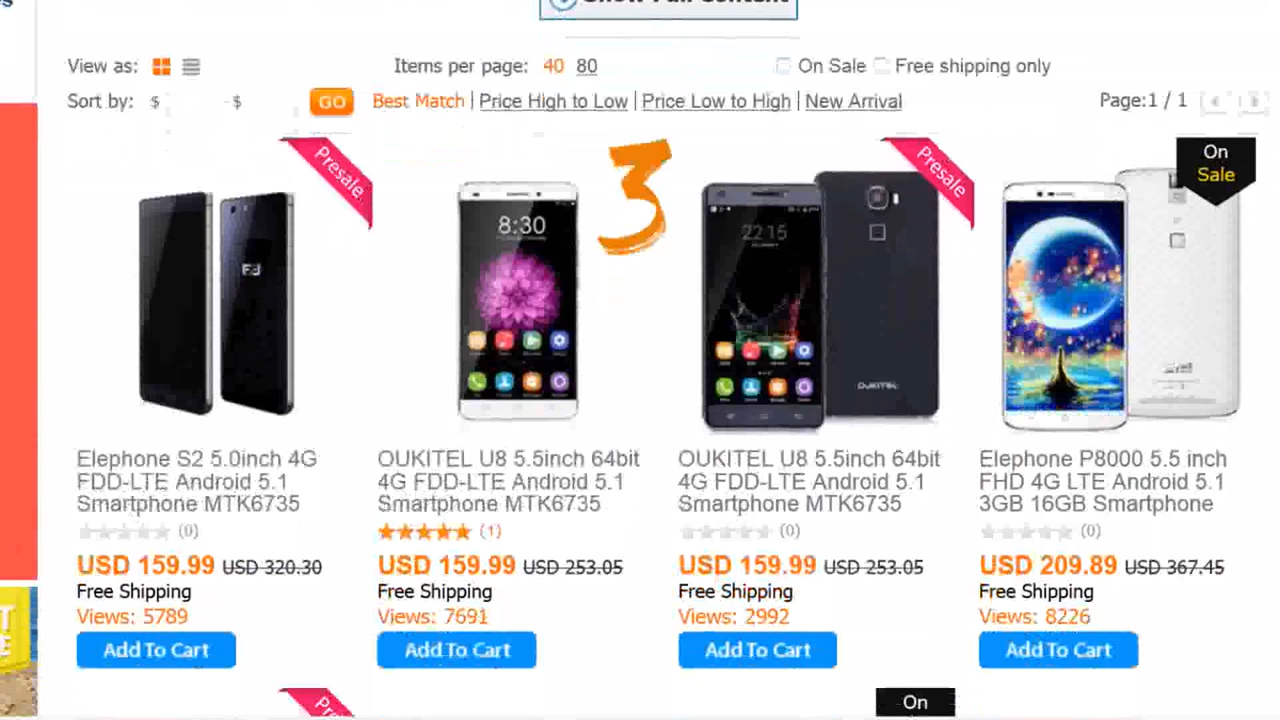 Show Full Content
View as:
Items per page: 40 80
On Sale Free shipping only
Sort by: $ - $ GO Best Match | Price High to Low | Price Low to High | New Arrival
Page:1 / 1
Presale
3
Presale
On
Sale
8:30
22:15
OUKITEL
Elephone S2 5.0inch 4G
FDD-LTE Android 5.1
Smartphone MTK6735
(0)
USD 159.99 USD 320.30
Free Shipping
Views: 5789
Add To Cart
OUKITEL U8 5.5inch 64bit
4G FDD-LTE Android 5.1
Smartphone MTK6735
(1)
USD 159.99 USD 253.05
Free Shipping
Views: 7691
Add To Cart
OUKITEL U8 5.5inch 64bit
4G FDD-LTE Android 5.1
Smartphone MTK6735
(0)
USD 159.99 USD 253.05
Free Shipping
Views: 2992
Add To Cart
Elephone P8000 5.5 inch
FHD 4G LTE Android 5.1
3GB 16GB Smartphone
(0)
USD 209.89 USD 367.45
Free Shipping
Views: 8226
Add To Cart
On